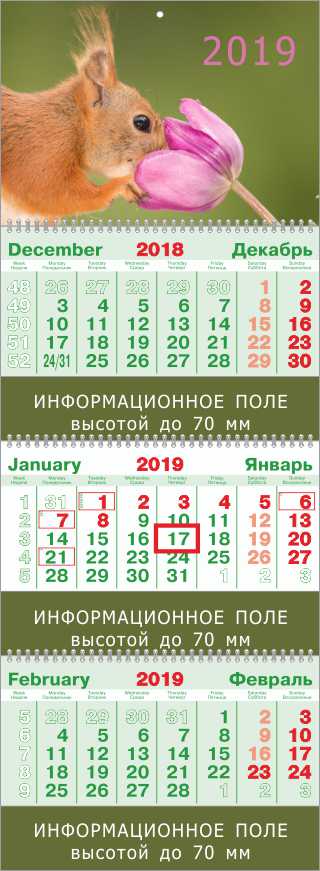 2019
December 2018 Декабрь
Week Monday Tuesday Wednesday Thursday Friday Saturday Sunday
Неделя Понедельник Вторник Среда Четверг Пятница Суббота Воскресенье
48 26 27 28 29 30 1 2
49 3 4 5 6 7 8 9
50 10 11 12 13 14 15 16
51 17 18 19 20 21 22 23
52 24/31 25 26 27 28 29 30
ИНФОРМАЦИОННОЕ ПОЛЕ
высотой до 70 мм
January 2019 Январь
Week Monday Tuesday Wednesday Thursday Friday Saturday Sunday
Неделя Понедельник Вторник Среда Четверг Пятница Суббота Воскресенье
1 31 1 2 3 4 5 6
2 7 8 9 10 11 12 13
3 14 15 16 17 18 19 20
4 21 22 23 24 25 26 27
5 28 29 30 31 1 2 3
ИНФОРМАЦИОННОЕ ПОЛЕ
высотой до 70 мм
February 2019 Февраль
Week Monday Tuesday Wednesday Thursday Friday Saturday Sunday
Неделя Понедельник Вторник Среда Четверг Пятница Суббота Воскресенье
5 28 29 30 31 1 2 3
6 4 5 6 7 8 9 10
7 11 12 13 14 15 16 17
8 18 19 20 21 22 23 24
9 25 26 27 28 1 2 3
ИНФОРМАЦИОННОЕ ПОЛЕ
высотой до 70 мм